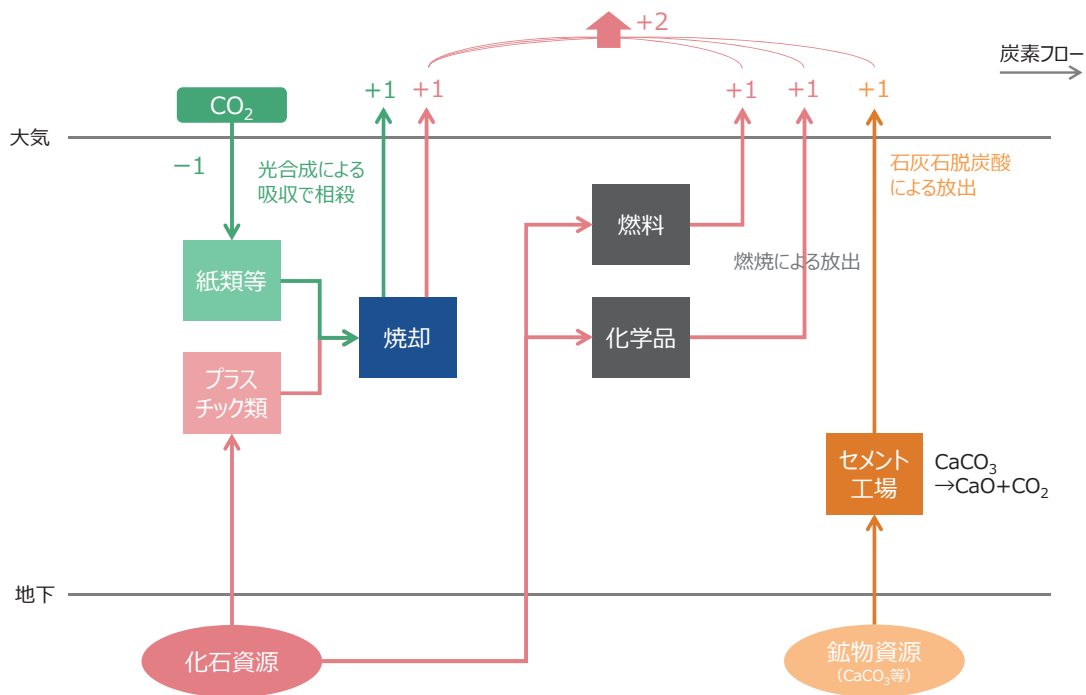 +2
炭素フロー
+1
+1
+1
+1
+1
CO₂
大気
−1
光合成による
吸収で相殺
石灰石脱炭酸
による放出
燃料
紙類等
燃焼による放出
焼却
化学品
プラス
チック類
セメント
工場
CaCO₃
→CaO+CO₂
地下
化石資源
鉱物資源
（CaCO₃等）